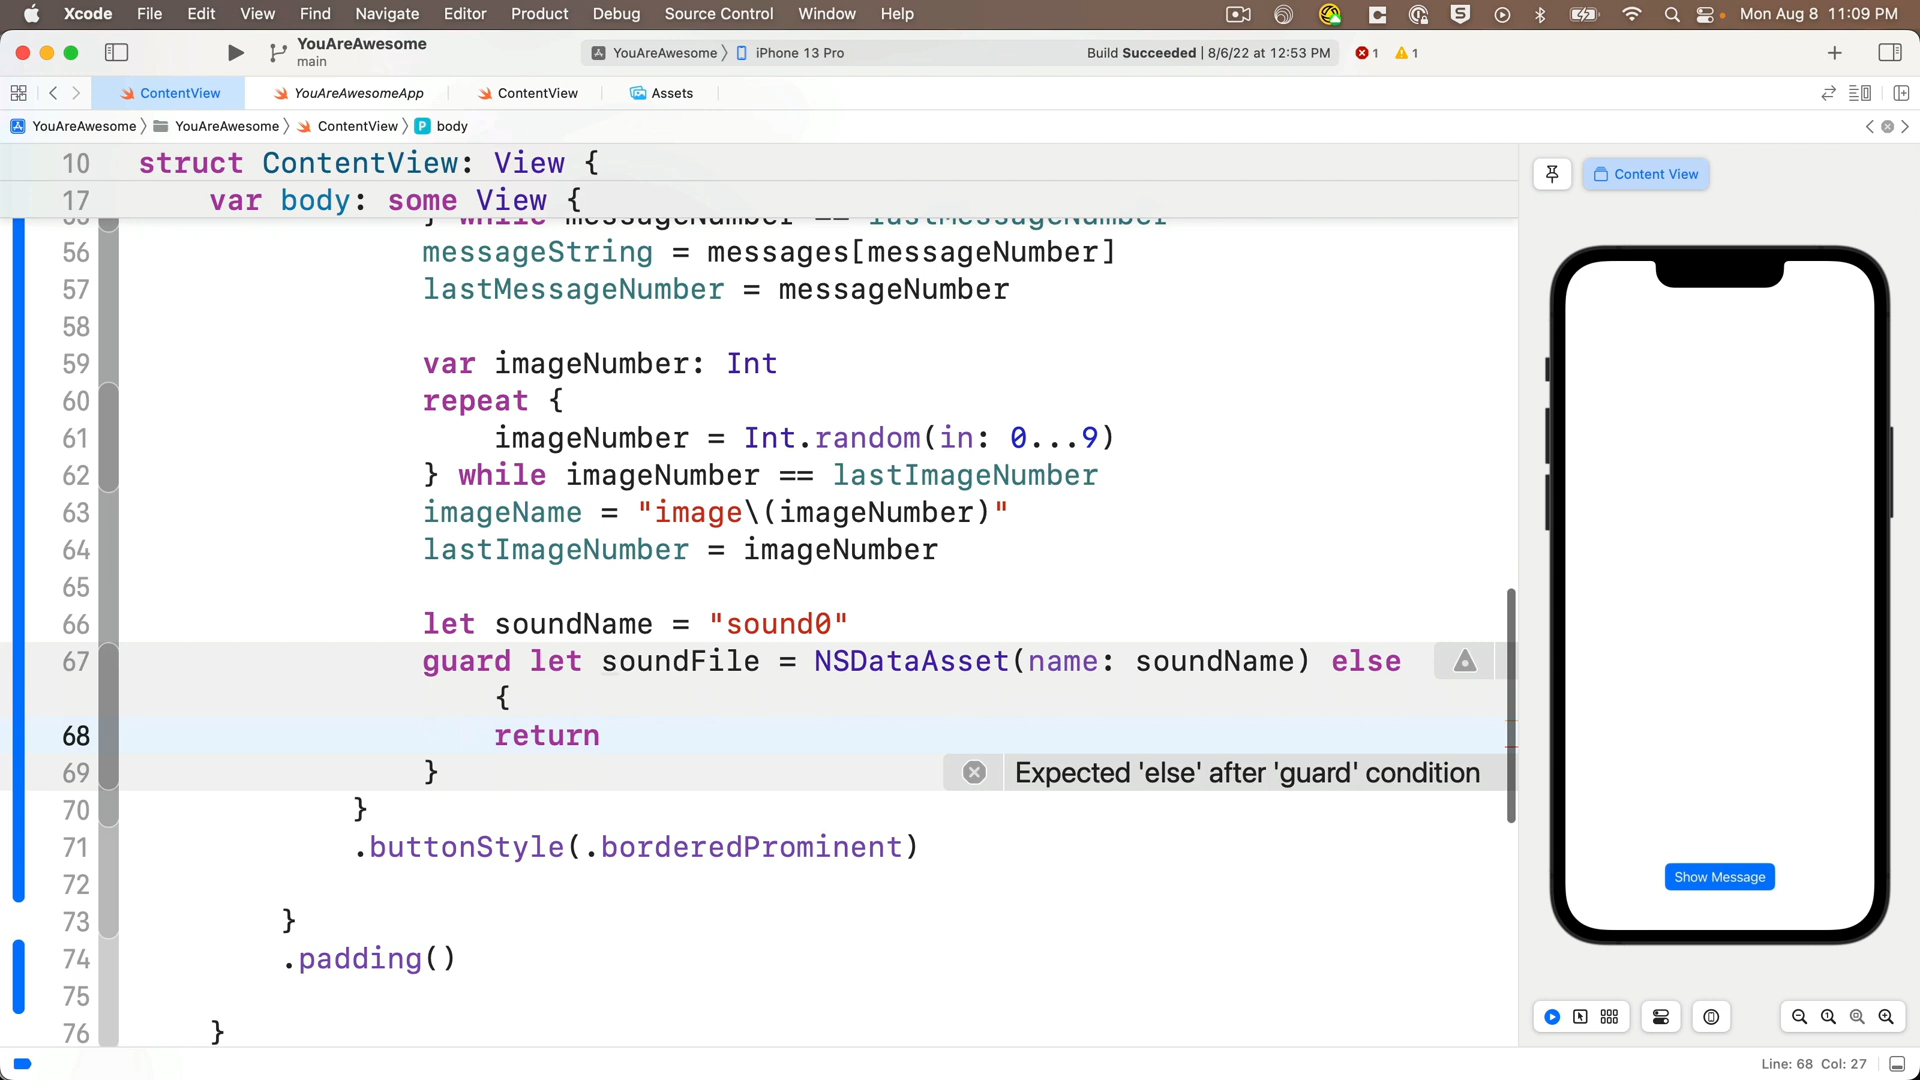 Xcode File Edit View Find Navigate Editor Product Debug Source Control Window Help Mon Aug 8 11:09 PM
YouAreAwesome
main
YouAreAwesome 〉 iPhone 13 Pro Build Succeeded | 8/6/22 at 12:53 PM 1 1
ContentView YouAreAwesomeApp ContentView Assets
YouAreAwesome 〉 YouAreAwesome 〉 ContentView 〉 P body
10 struct ContentView: View {
17 var body: some View {
} while messageNumber == lastMessageNumber
56 messageString = messages[messageNumber]
57 lastMessageNumber = messageNumber
58
59 var imageNumber: Int
60 repeat {
61 imageNumber = Int.random(in: 0...9)
62 } while imageNumber == lastImageNumber
63 imageName = "image\(imageNumber)"
64 lastImageNumber = imageNumber
65
66 let soundName = "sound0"
67 guard let soundFile = NSDataAsset(name: soundName) else
{
68 return
69 } Expected 'else' after 'guard' condition
70 }
71 .buttonStyle(.borderedProminent)
72
73 }
74 .padding()
75
76 }
Content View
Show Message
Line: 68 Col: 27